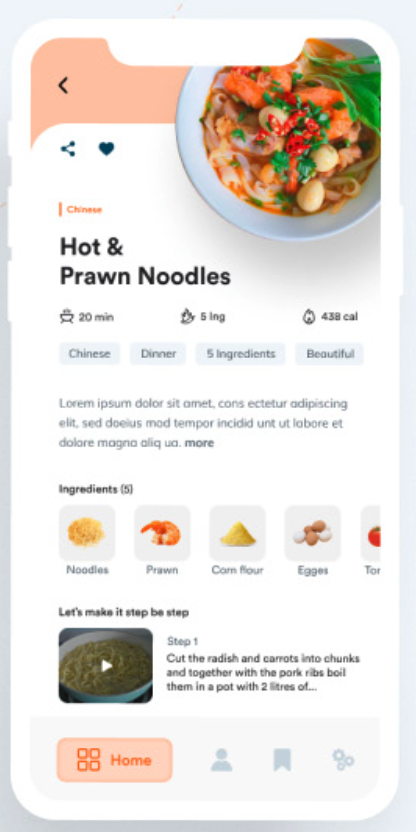 Chinese
Hot &
Prawn Noodles
20 min
5 Ing
438 cal
Chinese
Dinner
5 Ingredients
Beautiful
Lorem ipsum dolor sit amet, cons ectetur adipiscing
elit, sed doeius mod tempor incidid unt ut labore et
dolore magna aliq ua. more
Ingredients (5)
Noodles
Prawn
Corn flour
Egges
Let's make it step be step
Step 1
Cut the radish and carrots into chunks
and together with the pork ribs boil
them in a pot with 2 litres of...
Home